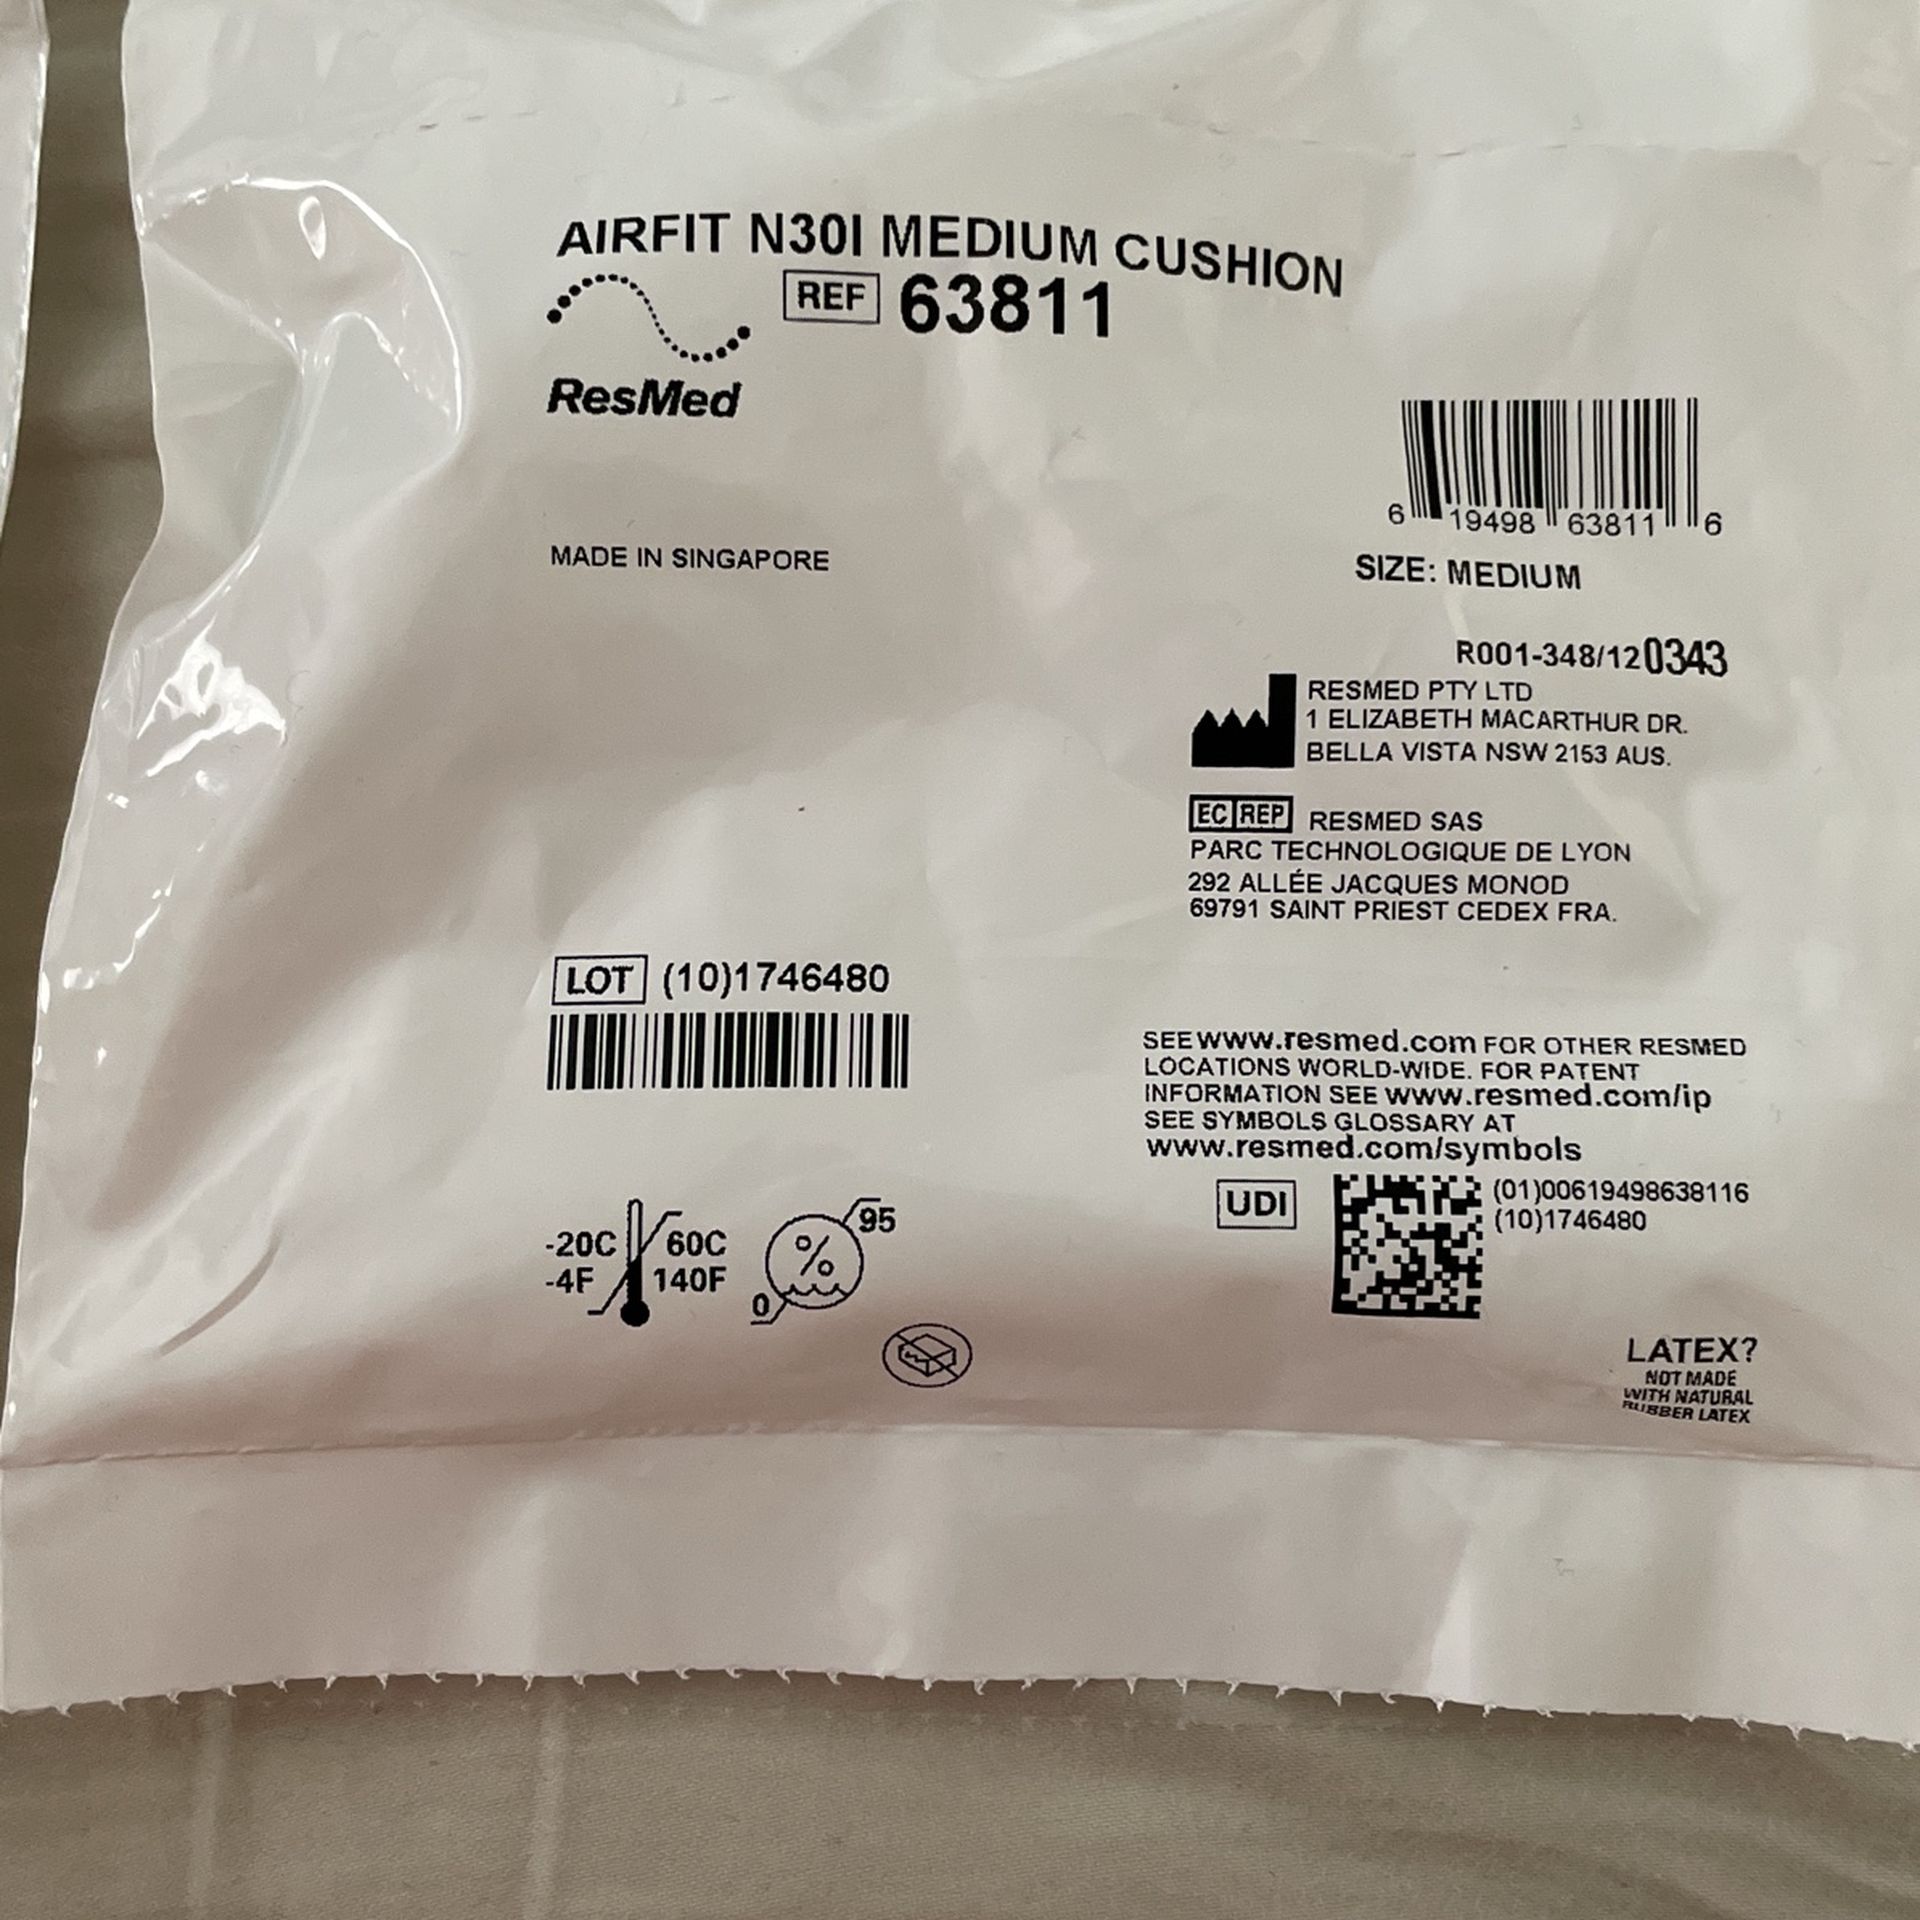 AIRFIT N30I MEDIUM CUSHION
REF 63811
ResMed
6 19498 63811 6
MADE IN SINGAPORE
SIZE: MEDIUM
R001-348/12 0343
RESMED PTY LTD
1 ELIZABETH MACARTHUR DR.
BELLA VISTA NSW 2153 AUS.
EC REP RESMED SAS
PARC TECHNOLOGIQUE DE LYON
292 ALLÉE JACQUES MONOD
69791 SAINT PRIEST CEDEX FRA.
LOT (10)1746480
SEE www.resmed.com FOR OTHER RESMED
LOCATIONS WORLD-WIDE. FOR PATENT
INFORMATION SEE www.resmed.com/ip
SEE SYMBOLS GLOSSARY AT
www.resmed.com/symbols
UDI (01)00619498638116
(10)1746480
-20C 60C
-4F 140F
% 95
0
LATEX?
NOT MADE
WITH NATURAL
RUBBER LATEX